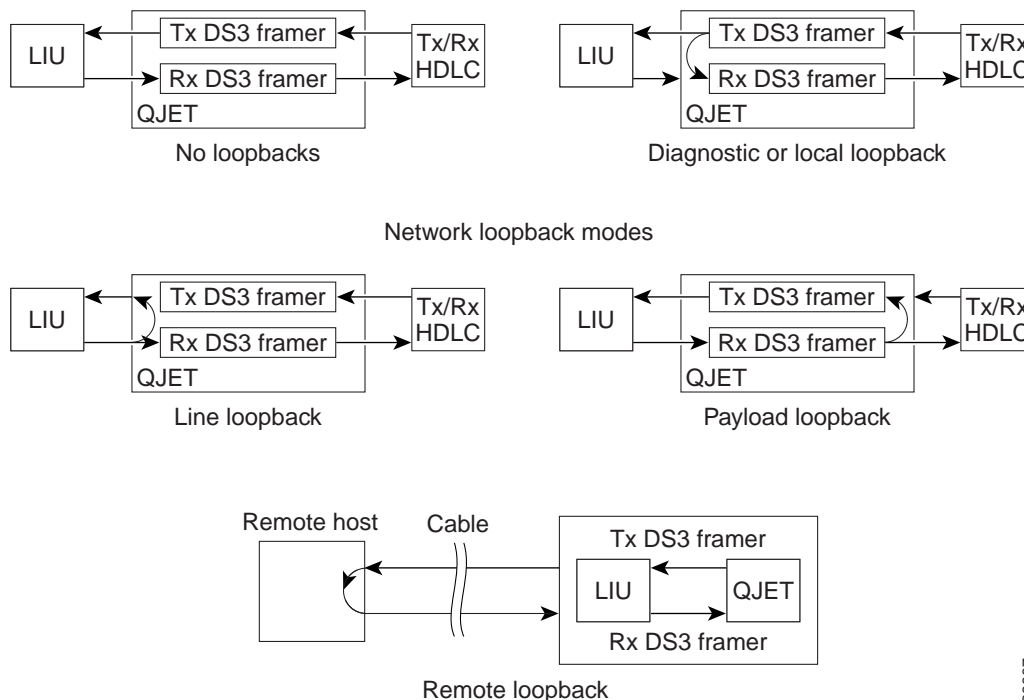 LIU
Tx DS3 framer
Rx DS3 framer
QJET
Tx/Rx
HDLC
No loopbacks
LIU
Tx DS3 framer
Rx DS3 framer
QJET
Tx/Rx
HDLC
Diagnostic or local loopback
Network loopback modes
LIU
Tx DS3 framer
Rx DS3 framer
QJET
Tx/Rx
HDLC
Line loopback
LIU
Tx DS3 framer
Rx DS3 framer
QJET
Tx/Rx
HDLC
Payload loopback
Remote host
Cable
Tx DS3 framer
LIU
QJET
Rx DS3 framer
Remote loopback